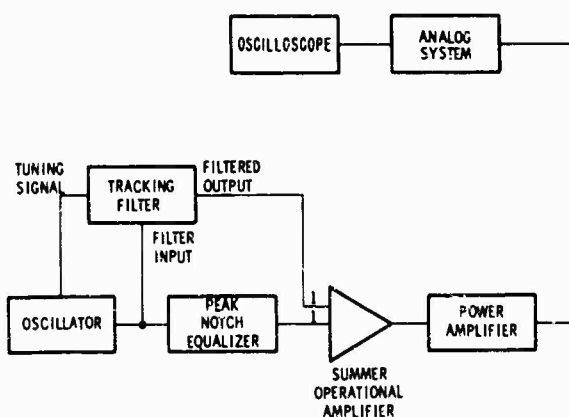 OSCILLOSCOPE
ANALOG
SYSTEM
TUNING
SIGNAL
TRACKING
FILTER
FILTERED
OUTPUT
FILTER
INPUT
OSCILLATOR
PEAK
NOTCH
EQUALIZER
1
1
POWER
AMPLIFIER
SUMMER
OPERATIONAL
AMPLIFIER